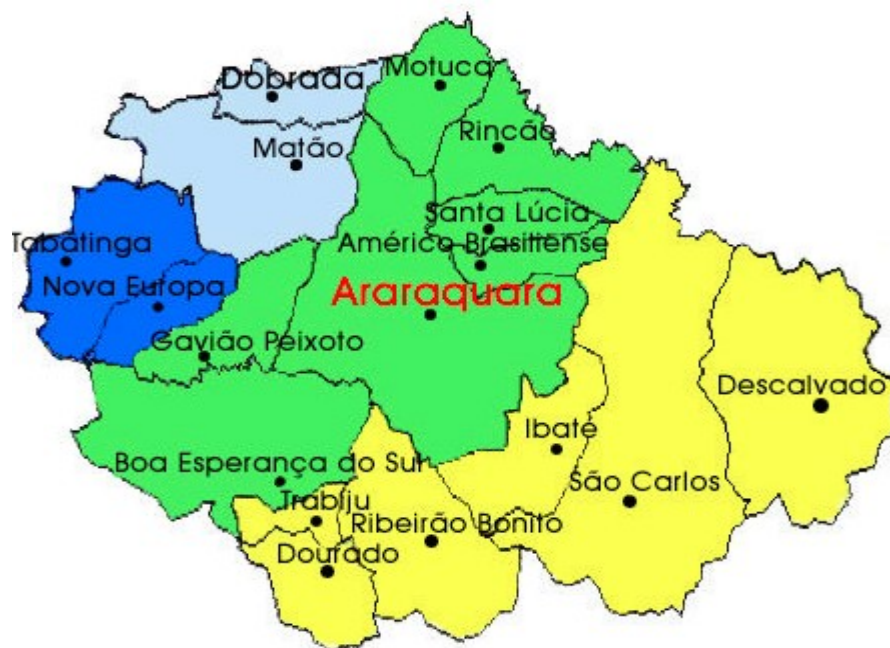 Motuca
Dobrada
Rincão
Matão
Santa Lúcia
Américo Brasiliense
Tabatinga
Nova Europa
Araraquara
Gavião Peixoto
Descalvado
Ibaté
Boa Esperança do Sul
São Carlos
Trabiju
Ribeirão Bonito
Dourado